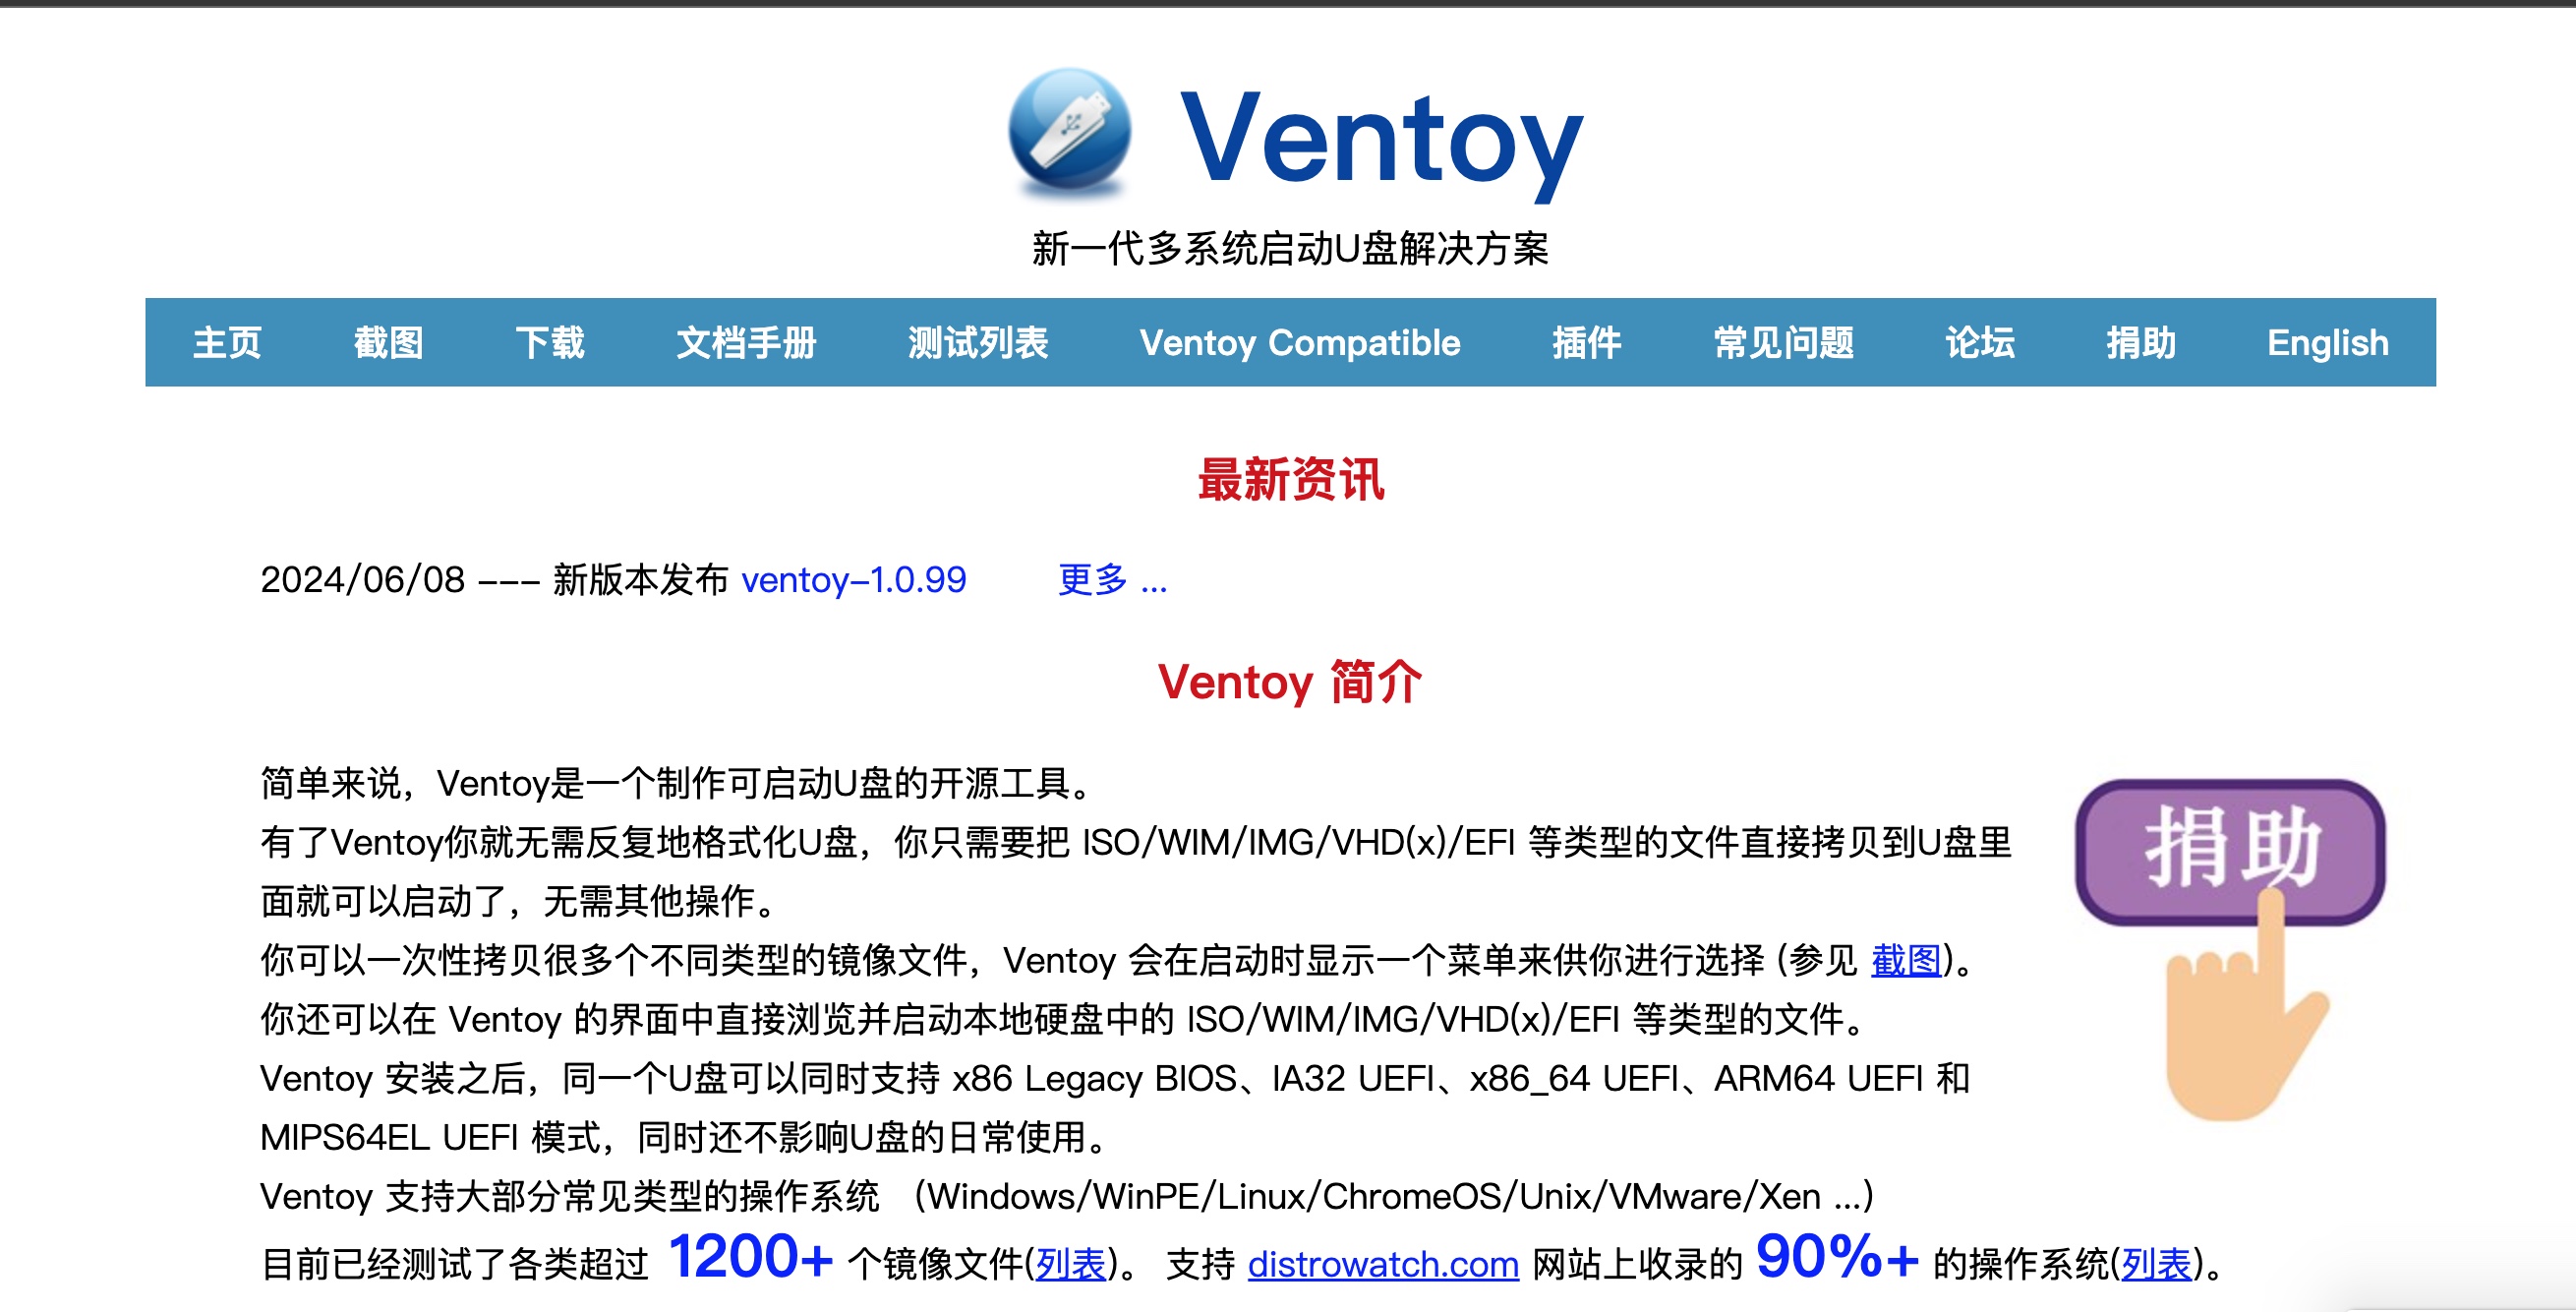 Ventoy
新一代多系统启动U盘解决方案
主页 截图 下载 文档手册 测试列表 Ventoy Compatible 插件 常见问题 论坛 捐助 English
最新资讯
2024/06/08 --- 新版本发布 ventoy-1.0.99 更多 ...
Ventoy 简介
简单来说，Ventoy是一个制作可启动U盘的开源工具。
有了Ventoy你就无需反复地格式化U盘，你只需要把 ISO/WIM/IMG/VHD(x)/EFI 等类型的文件直接拷贝到U盘里
面就可以启动了，无需其他操作。
你可以一次性拷贝很多个不同类型的镜像文件，Ventoy 会在启动时显示一个菜单来供你进行选择 (参见 截图)。
你还可以在 Ventoy 的界面中直接浏览并启动本地硬盘中的 ISO/WIM/IMG/VHD(x)/EFI 等类型的文件。
Ventoy 安装之后，同一个U盘可以同时支持 x86 Legacy BIOS、IA32 UEFI、x86_64 UEFI、ARM64 UEFI 和
MIPS64EL UEFI 模式，同时还不影响U盘的日常使用。
Ventoy 支持大部分常见类型的操作系统 （Windows/WinPE/Linux/ChromeOS/Unix/VMware/Xen ...）
目前已经测试了各类超过 1200+ 个镜像文件(列表)。 支持 distrowatch.com 网站上收录的 90%+ 的操作系统(列表)。
捐助